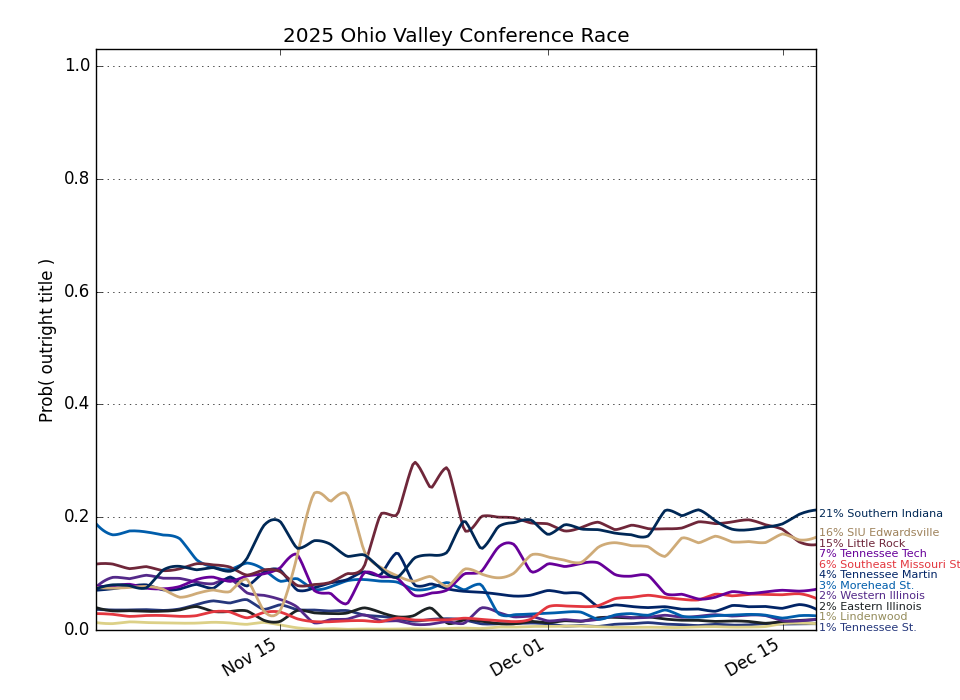 2025 Ohio Valley Conference Race
1.0
0.8
0.6
0.4
0.2
0.0
Prob( outright title )
Nov 15
Dec 01
Dec 15
21% Southern Indiana
16% SIU Edwardsville
15% Little Rock
7% Tennessee Tech
6% Southeast Missouri St
4% Tennessee Martin
3% Morehead St.
2% Western Illinois
2% Eastern Illinois
1% Lindenwood
1% Tennessee St.